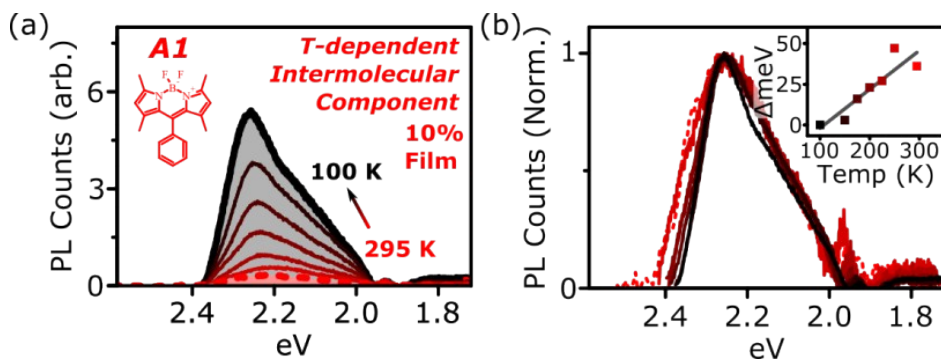 (a)
A1
F F
B
N N+
T-dependent
Intermolecular
Component
10%
Film
100 K
295 K
PL Counts (arb.)
6
3
0
2.4 2.2 2.0 1.8
eV
(b)
PL Counts (Norm.)
1
0
2.4 2.2 2.0 1.8
eV
ΔmeV
50
25
0
100 200 300
Temp (K)